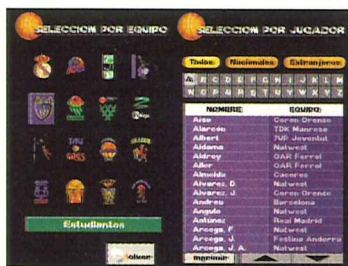 SELECCION POR EQUIPO
Estudiantes
Volver
SELECCION POR JUGADOR
Todos Nacionales Extranjeros
A B C D E F G H I J K L M
N O P Q R S T U V W X Y Z
NOMBRE: EQUIPO:
Aiso Coren Orense
Alarcón TDK Manresa
Albert 7UP Joventut
Aldama Natwest
Aldrey OAR Ferrol
Aller OAR Ferrol
Almeida Caceres
Alvarez, D. Natwest
Alvarez, J. Coren Orense
Andreu Barcelona
Angulo Natwest
Antúnez Real Madrid
Arcega, F. Natwest
Arcega, J. Festina Andorra
Arcega, J. A. Natwest
Imprimir